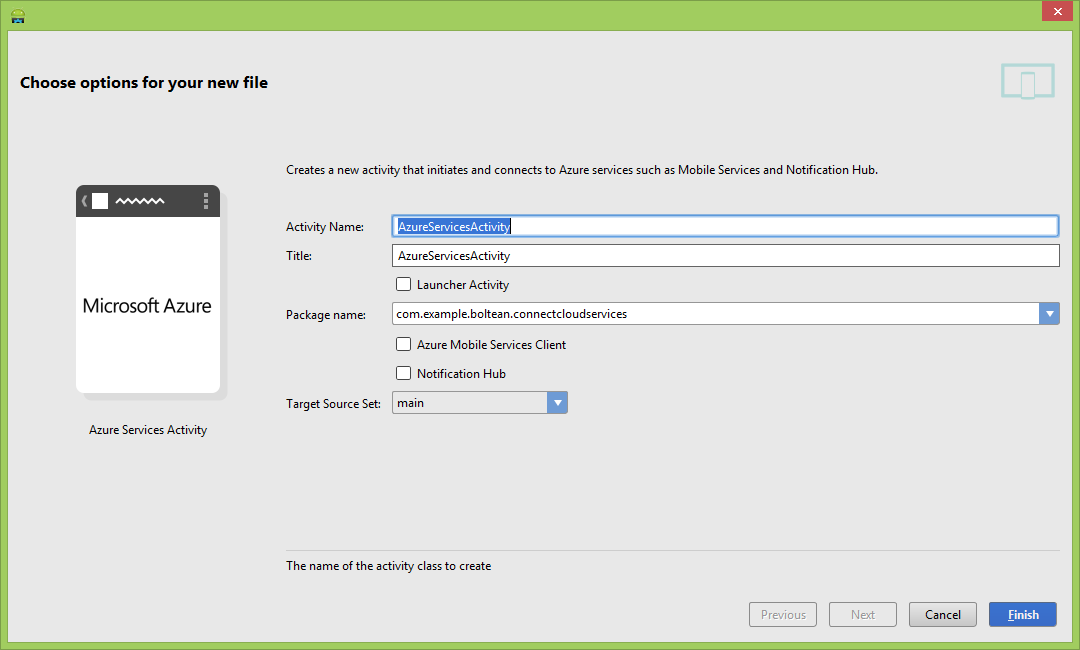 Choose options for your new file
Creates a new activity that initiates and connects to Azure services such as Mobile Services and Notification Hub.
Microsoft Azure
Azure Services Activity
Activity Name: AzureServicesActivity
Title: AzureServicesActivity
Launcher Activity
Package name: com.example.boltean.connectcloudservices
Azure Mobile Services Client
Notification Hub
Target Source Set: main
The name of the activity class to create
Previous Next Cancel Finish